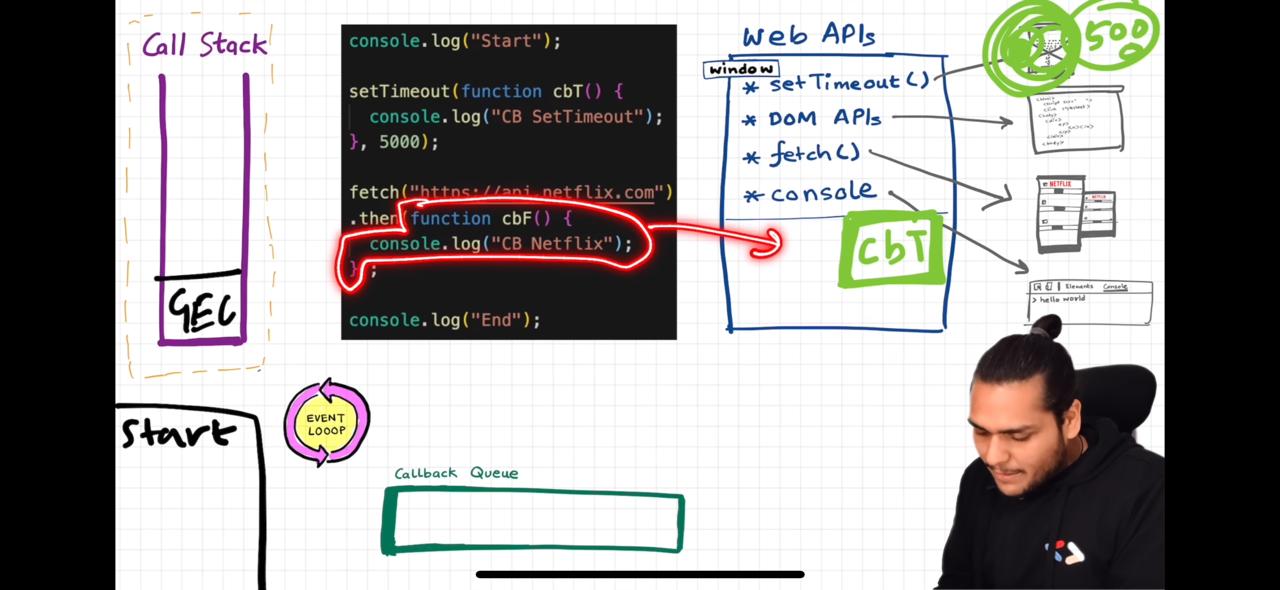 Call Stack
GEC
console.log("Start");
setTimeout(function cbT() {
console.log("CB SetTimeout");
}, 5000);
fetch("https://api.netflix.com")
.then(function cbF() {
console.log("CB Netflix");
};
console.log("End");
Web APIs
window
* setTimeout()
* DOM APIs
* fetch()
* console
CbT
500
NETFLIX
NETFLIX
Elements Console
> hello world
Start
EVENT
LOOOP
Callback Queue